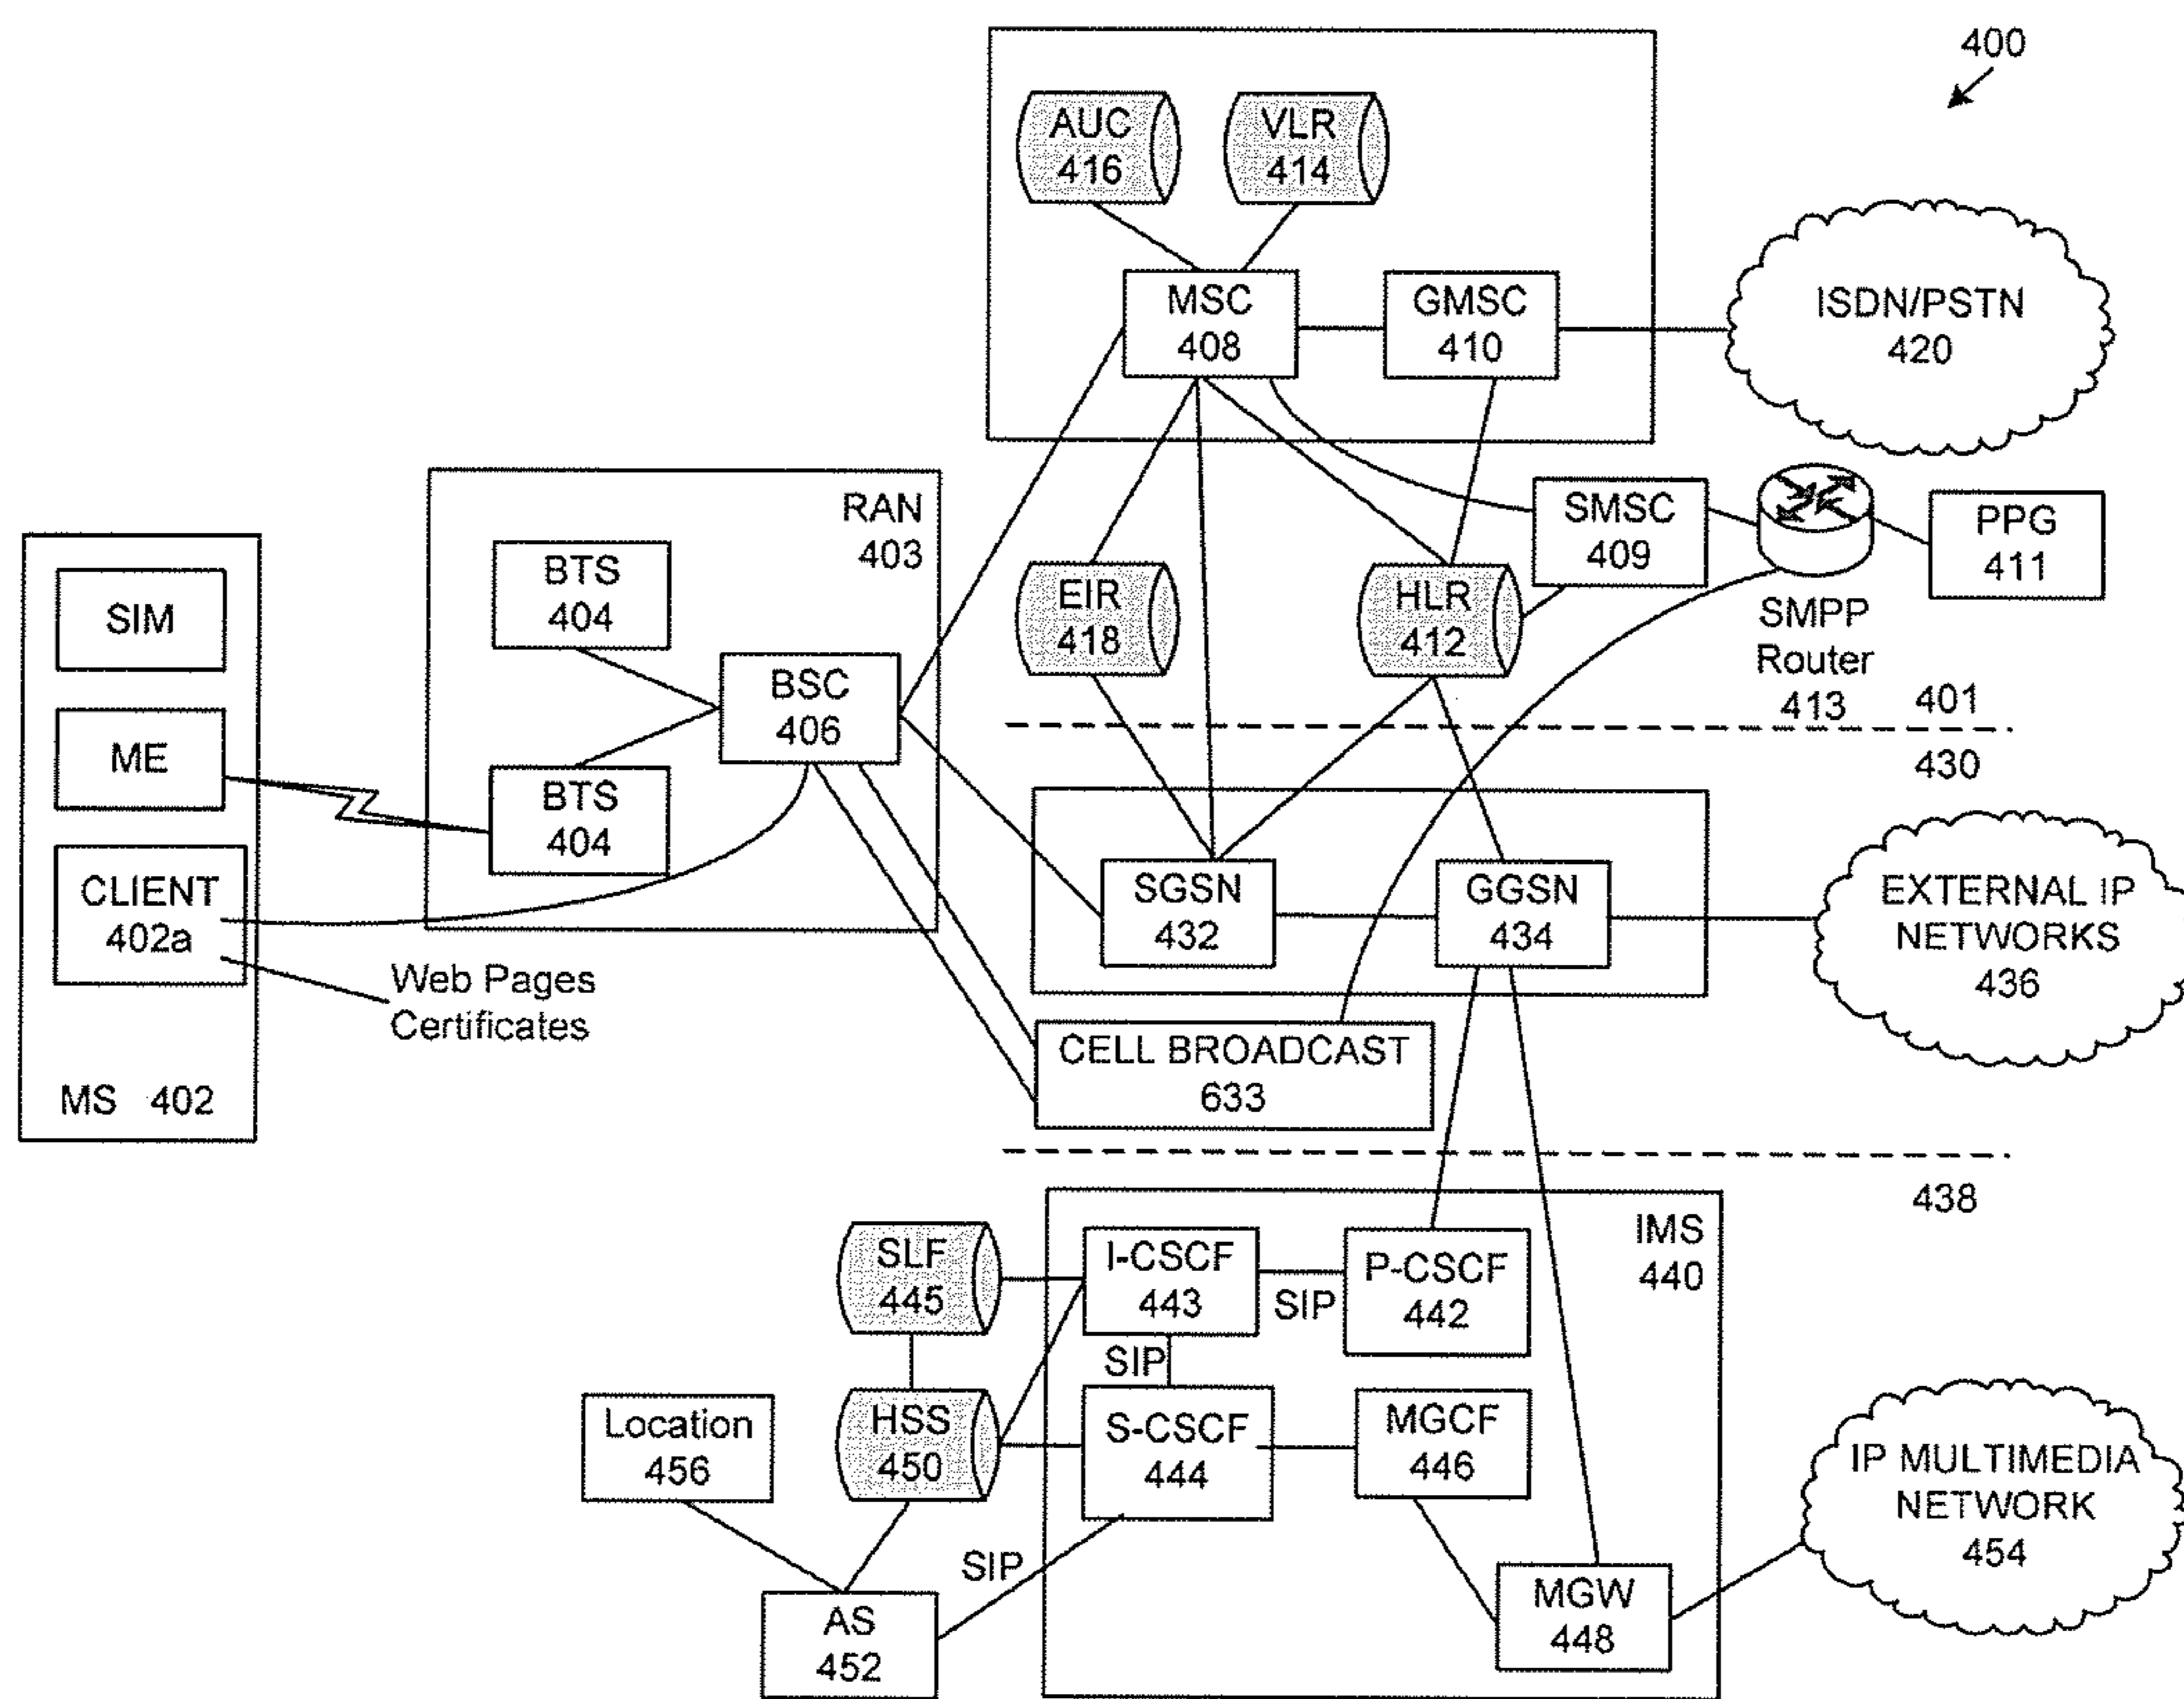 400
AUC
416
VLR
414
MSC
408
GMSC
410
ISDN/PSTN
420
RAN
403
BTS
404
BTS
404
BSC
406
SIM
ME
CLIENT
402a
Web Pages
Certificates
MS 402
EIR
418
HLR
412
SMSC
409
SMPP
Router
413
PPG
411
401
430
SGSN
432
GGSN
434
EXTERNAL IP
NETWORKS
436
CELL BROADCAST
633
438
IMS
440
SLF
445
I-CSCF
443
SIP
P-CSCF
442
SIP
HSS
450
S-CSCF
444
MGCF
446
Location
456
SIP
AS
452
MGW
448
IP MULTIMEDIA
NETWORK
454